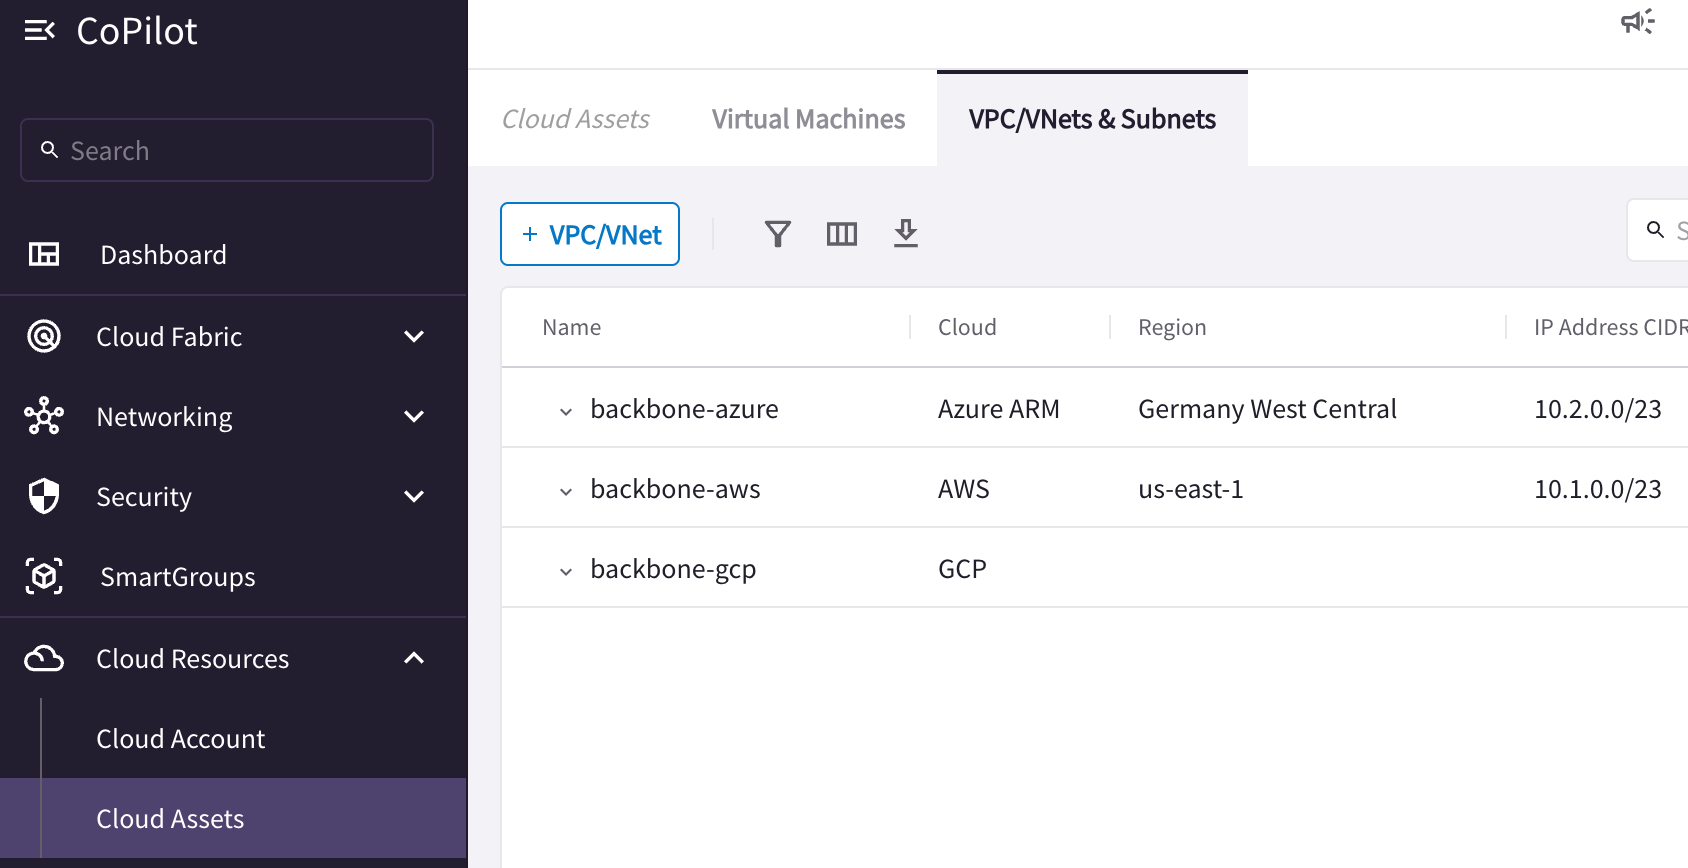 CoPilot
Search
Dashboard
Cloud Fabric
Networking
Security
SmartGroups
Cloud Resources
Cloud Account
Cloud Assets
Cloud Assets Virtual Machines VPC/VNets & Subnets
+ VPC/VNet
Name Cloud Region IP Address CIDR
backbone-azure Azure ARM Germany West Central 10.2.0.0/23
backbone-aws AWS us-east-1 10.1.0.0/23
backbone-gcp GCP